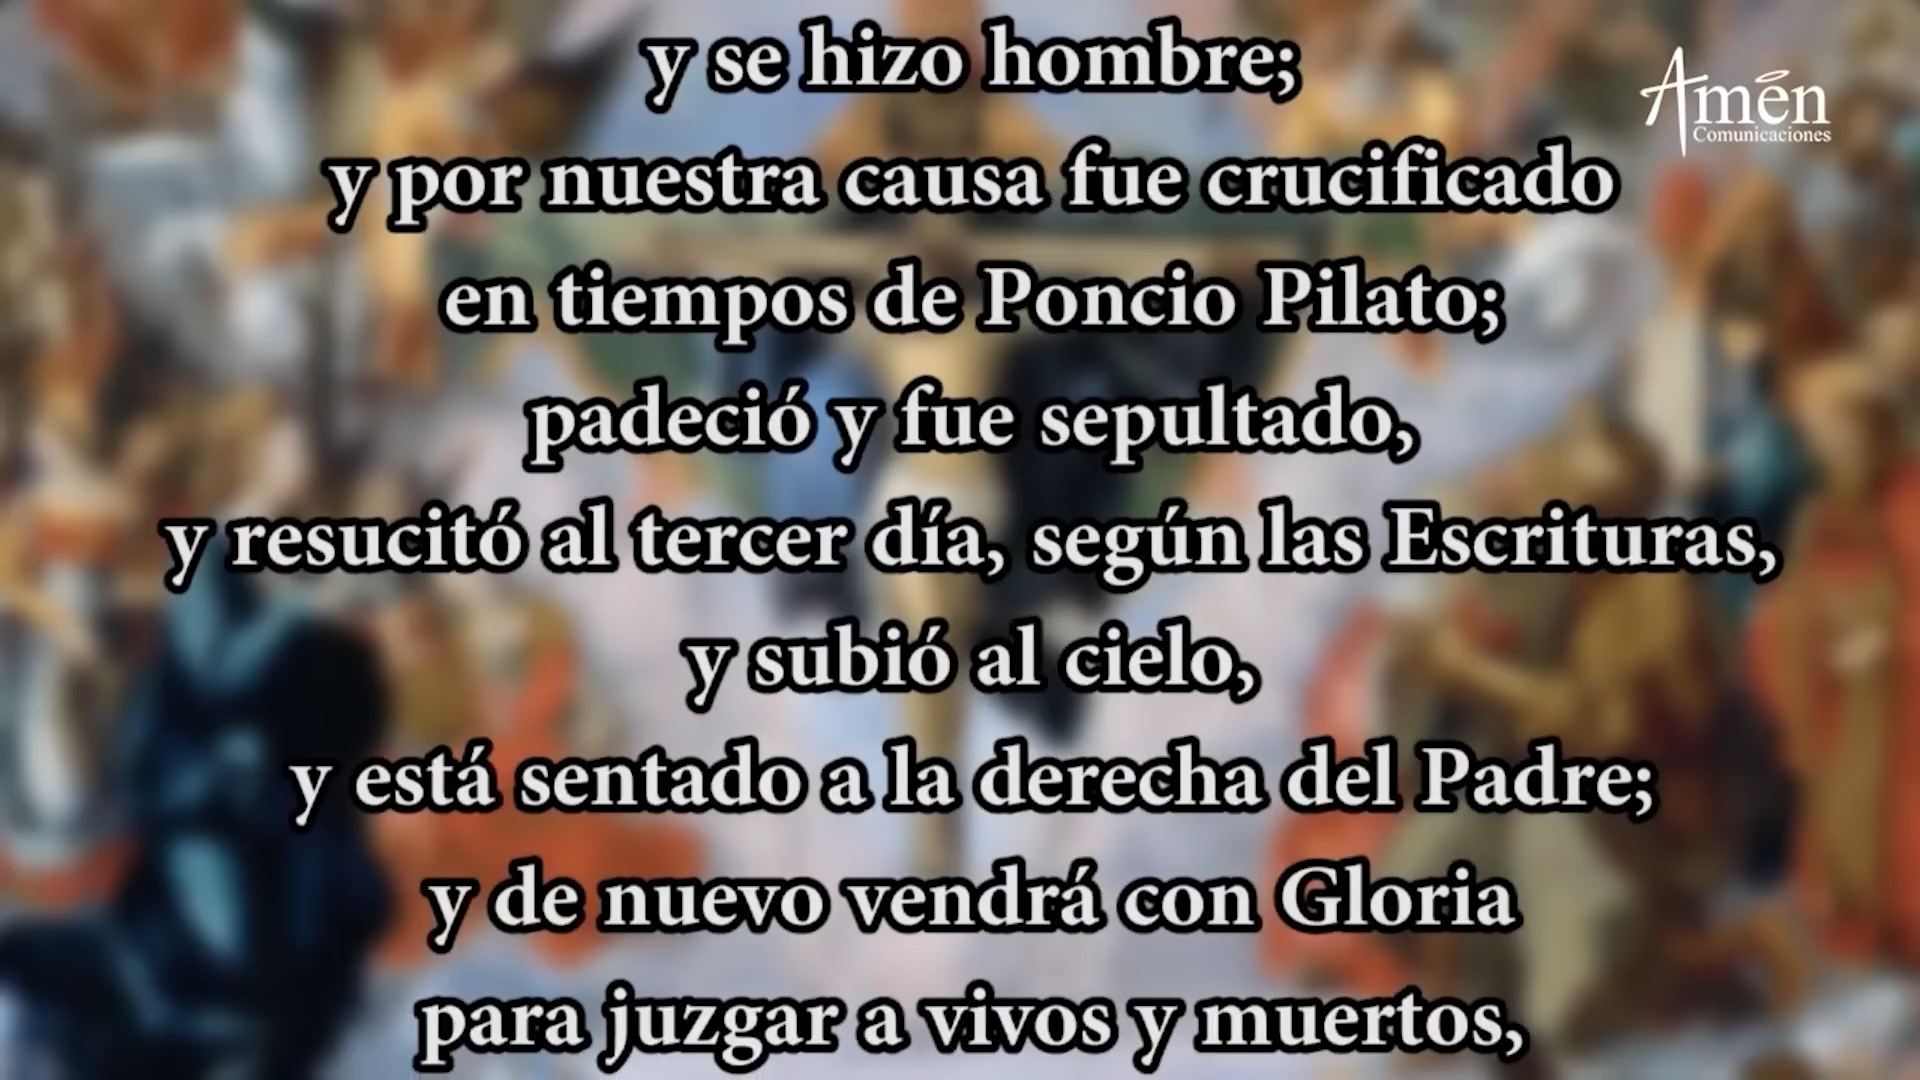 y se hizo hombre;
Amén
Comunicaciones
y por nuestra causa fue crucificado
en tiempos de Poncio Pilato;
padeció y fue sepultado,
y resucitó al tercer día, según las Escrituras,
y subió al cielo,
y está sentado a la derecha del Padre;
y de nuevo vendrá con Gloria
para juzgar a vivos y muertos,